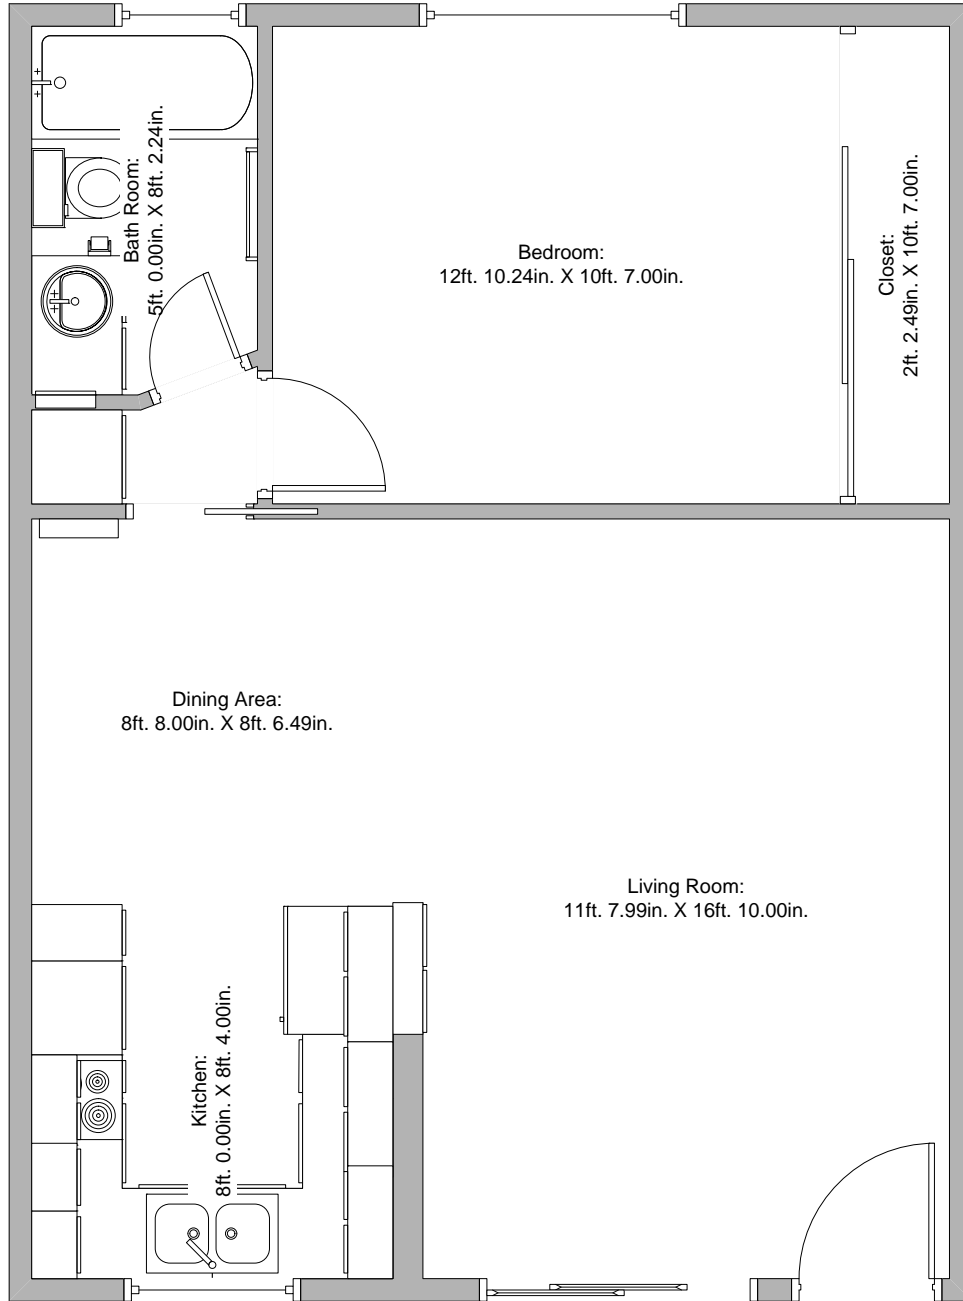 Bath Room:
5ft. 0.00in. X 8ft. 2.24in.
Bedroom:
12ft. 10.24in. X 10ft. 7.00in.
Closet:
2ft. 2.49in. X 10ft. 7.00in.
Dining Area:
8ft. 8.00in. X 8ft. 6.49in.
Living Room:
11ft. 7.99in. X 16ft. 10.00in.
Kitchen:
8ft. 0.00in. X 8ft. 4.00in.